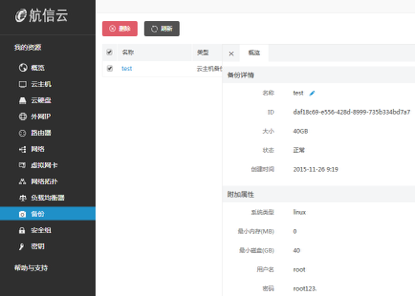 航信云
我的资源
概览
云主机
云硬盘
外网IP
路由器
网络
虚拟网卡
网络拓扑
负载均衡器
备份
安全组
密钥
帮助与支持
删除 刷新
名称 类型
test 云主机备份
× 概览
备份详情
名称 test
ID daf18c69-e556-428d-8999-735b334bd7a7
大小 40GB
状态 正常
创建时间 2015-11-26 9:19
附加属性
系统类型 linux
最小内存(MB) 0
最小磁盘(GB) 40
用户名 root
密码 root123.